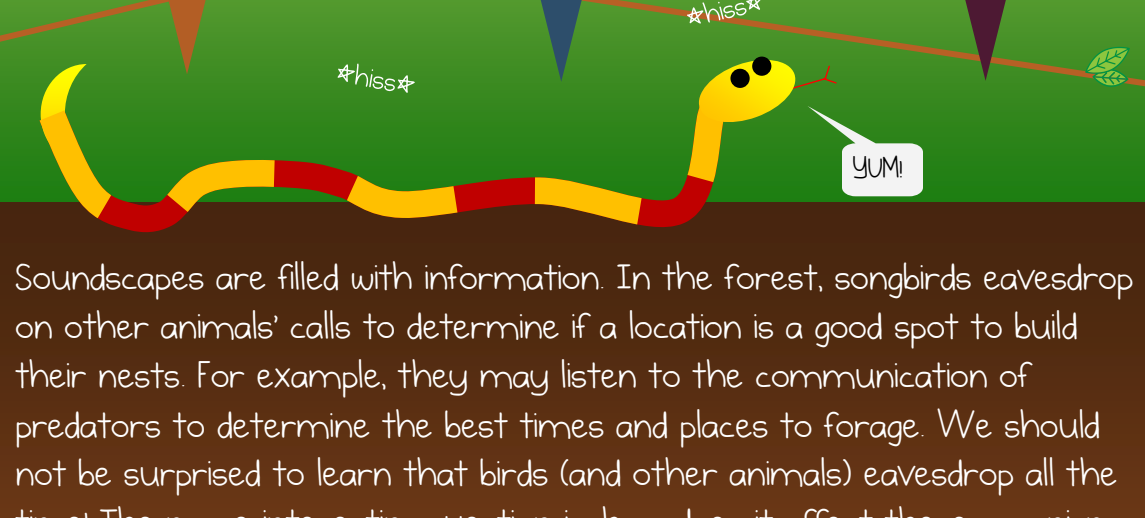 ☆hiss☆
☆hiss☆
YUM!
Soundscapes are filled with information. In the forest, songbirds eavesdrop
on other animals' calls to determine if a location is a good spot to build
their nests. For example, they may listen to the communication of
predators to determine the best times and places to forage. We should
not be surprised to learn that birds (and other animals) eavesdrop all the